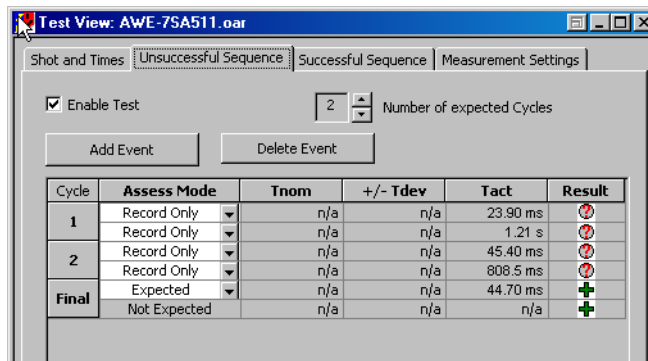 Test View: AWE-7SA511.oar
Shot and Times Unsuccessful Sequence Successful Sequence Measurement Settings
Enable Test 2 Number of expected Cycles
Add Event Delete Event
Cycle Assess Mode Tnom +/- Tdev Tact Result
1 Record Only n/a n/a 23.90 ms
Record Only n/a n/a 1.21 s
2 Record Only n/a n/a 45.40 ms
Record Only n/a n/a 808.5 ms
Final Expected n/a n/a 44.70 ms
Not Expected n/a n/a n/a